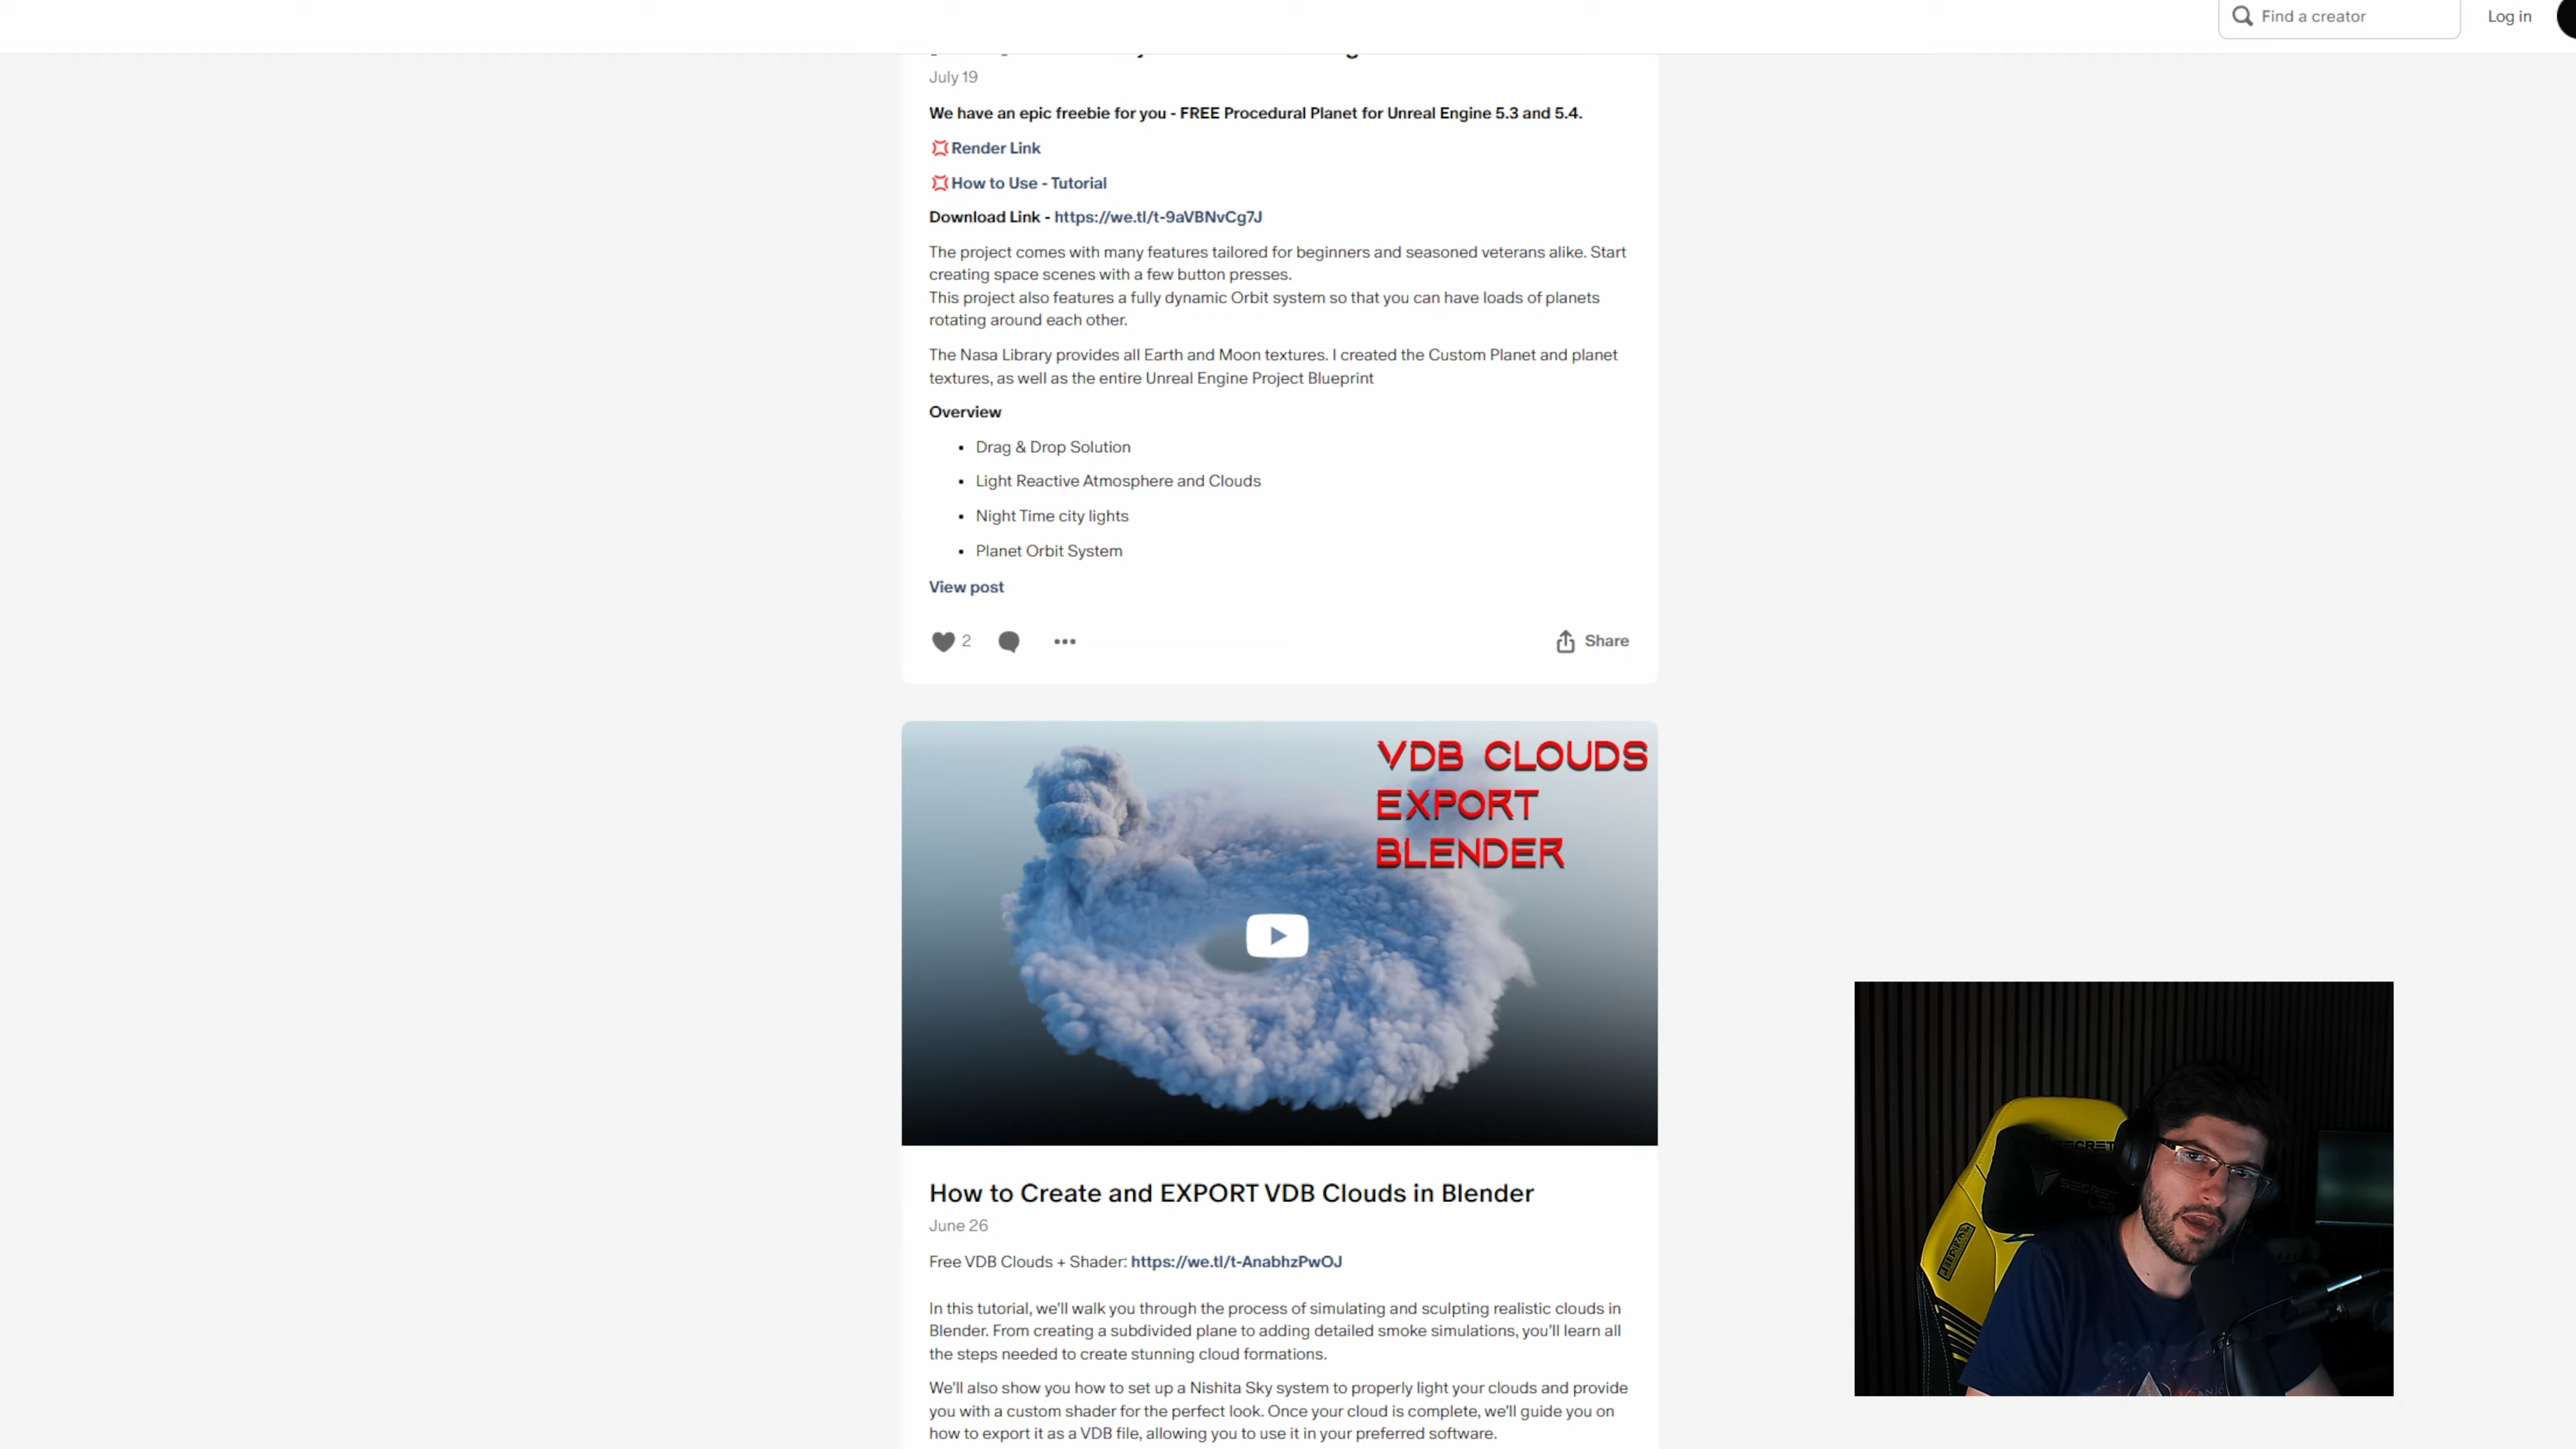 Find a creator
Log in
July 19
We have an epic freebie for you - FREE Procedural Planet for Unreal Engine 5.3 and 5.4.
Render Link
How to Use - Tutorial
Download Link - https://we.tl/t-9aVBNvCg7J
The project comes with many features tailored for beginners and seasoned veterans alike. Start
creating space scenes with a few button presses.
This project also features a fully dynamic Orbit system so that you can have loads of planets
rotating around each other.
The Nasa Library provides all Earth and Moon textures. I created the Custom Planet and planet
textures, as well as the entire Unreal Engine Project Blueprint
Overview
• Drag & Drop Solution
• Light Reactive Atmosphere and Clouds
• Night Time city lights
• Planet Orbit System
View post
2
Share
VDB CLOUDS
EXPORT
BLENDER
How to Create and EXPORT VDB Clouds in Blender
June 26
Free VDB Clouds + Shader: https://we.tl/t-AnabhzPwOJ
In this tutorial, we'll walk you through the process of simulating and sculpting realistic clouds in
Blender. From creating a subdivided plane to adding detailed smoke simulations, you'll learn all
the steps needed to create stunning cloud formations.
We'll also show you how to set up a Nishita Sky system to properly light your clouds and provide
you with a custom shader for the perfect look. Once your cloud is complete, we'll guide you on
how to export it as a VDB file, allowing you to use it in your preferred software.